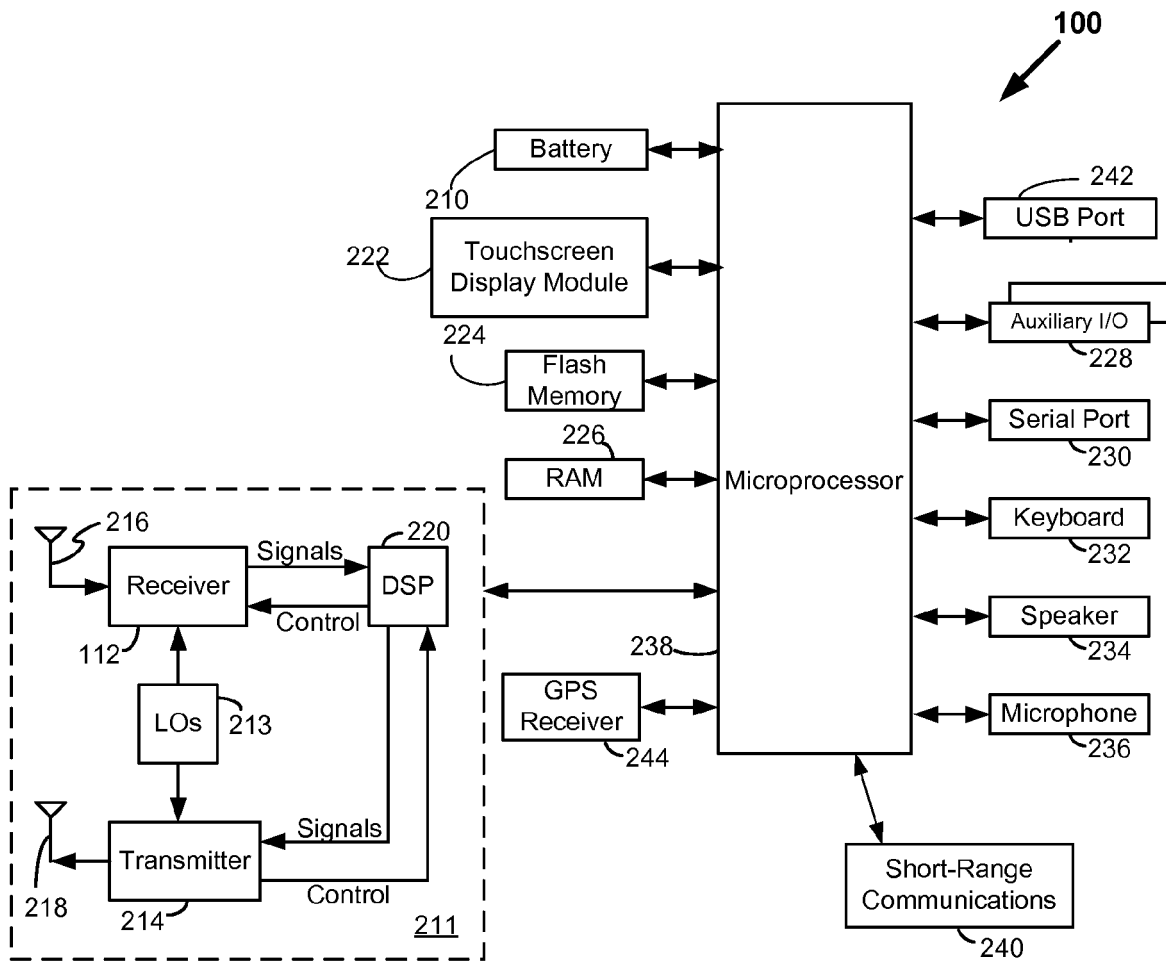 100
Battery
210
242
USB Port
222
Touchscreen
Display Module
Auxiliary I/O
228
224
Flash
Memory
Serial Port
230
226
RAM
Microprocessor
216
220
Signals
Receiver
DSP
Control
112
Keyboard
232
Speaker
234
238
LOs
213
GPS
Receiver
244
Microphone
236
Signals
Transmitter
Control
218
214
211
Short-Range
Communications
240